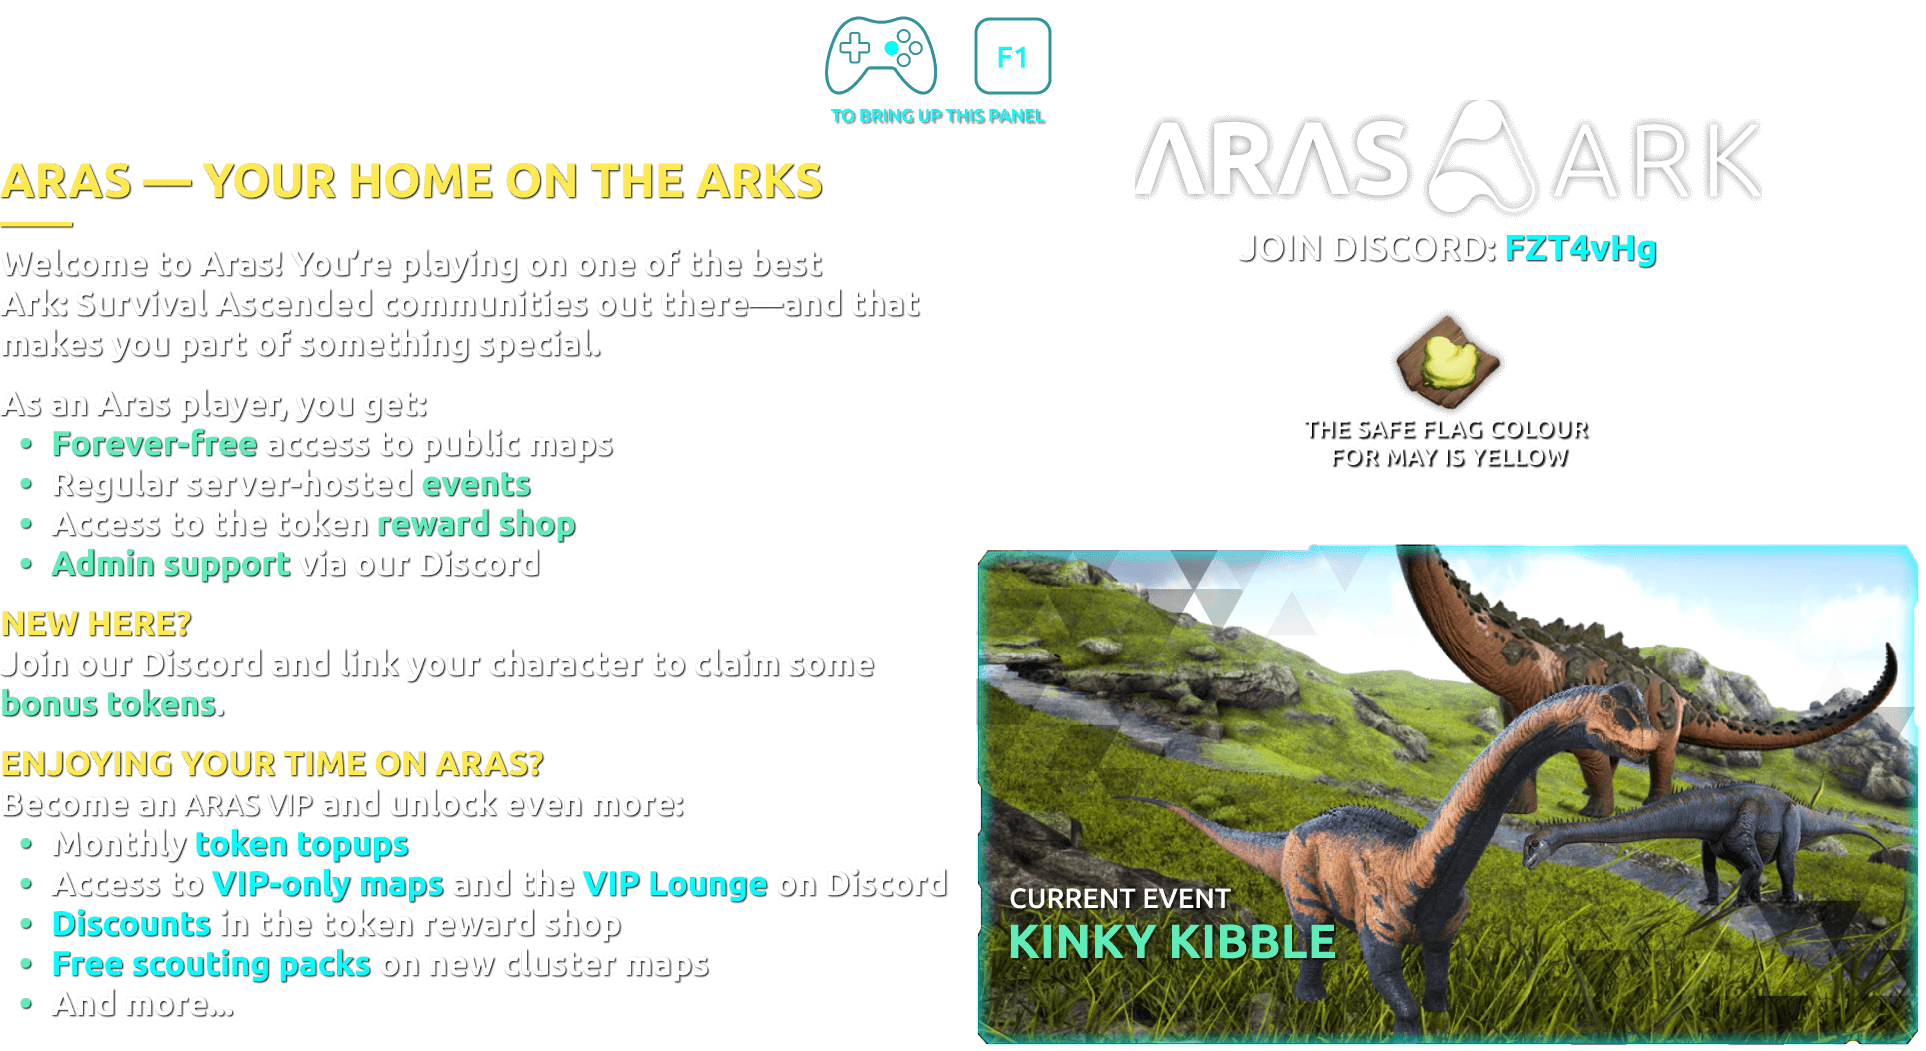 F1
TO BRING UP THIS PANEL
ARAS ARK
JOIN DISCORD: FZT4vHg
THE SAFE FLAG COLOUR
FOR MAY IS YELLOW
ARAS — YOUR HOME ON THE ARKS
Welcome to Aras! You’re playing on one of the best
Ark: Survival Ascended communities out there—and that
makes you part of something special.
As an Aras player, you get:
• Forever-free access to public maps
• Regular server-hosted events
• Access to the token reward shop
• Admin support via our Discord
NEW HERE?
Join our Discord and link your character to claim some
bonus tokens.
ENJOYING YOUR TIME ON ARAS?
Become an ARAS VIP and unlock even more:
• Monthly token topups
• Access to VIP-only maps and the VIP Lounge on Discord
• Discounts in the token reward shop
• Free scouting packs on new cluster maps
• And more...
CURRENT EVENT
KINKY KIBBLE